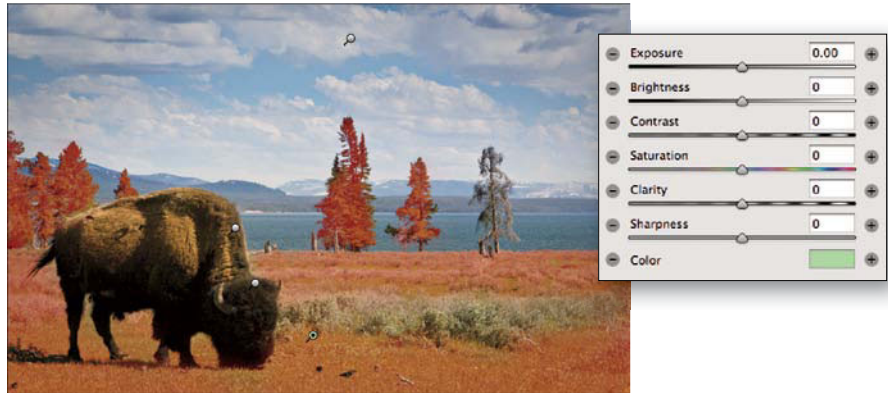 Exposure 0.00
Brightness 0
Contrast 0
Saturation 0
Clarity 0
Sharpness 0
Color